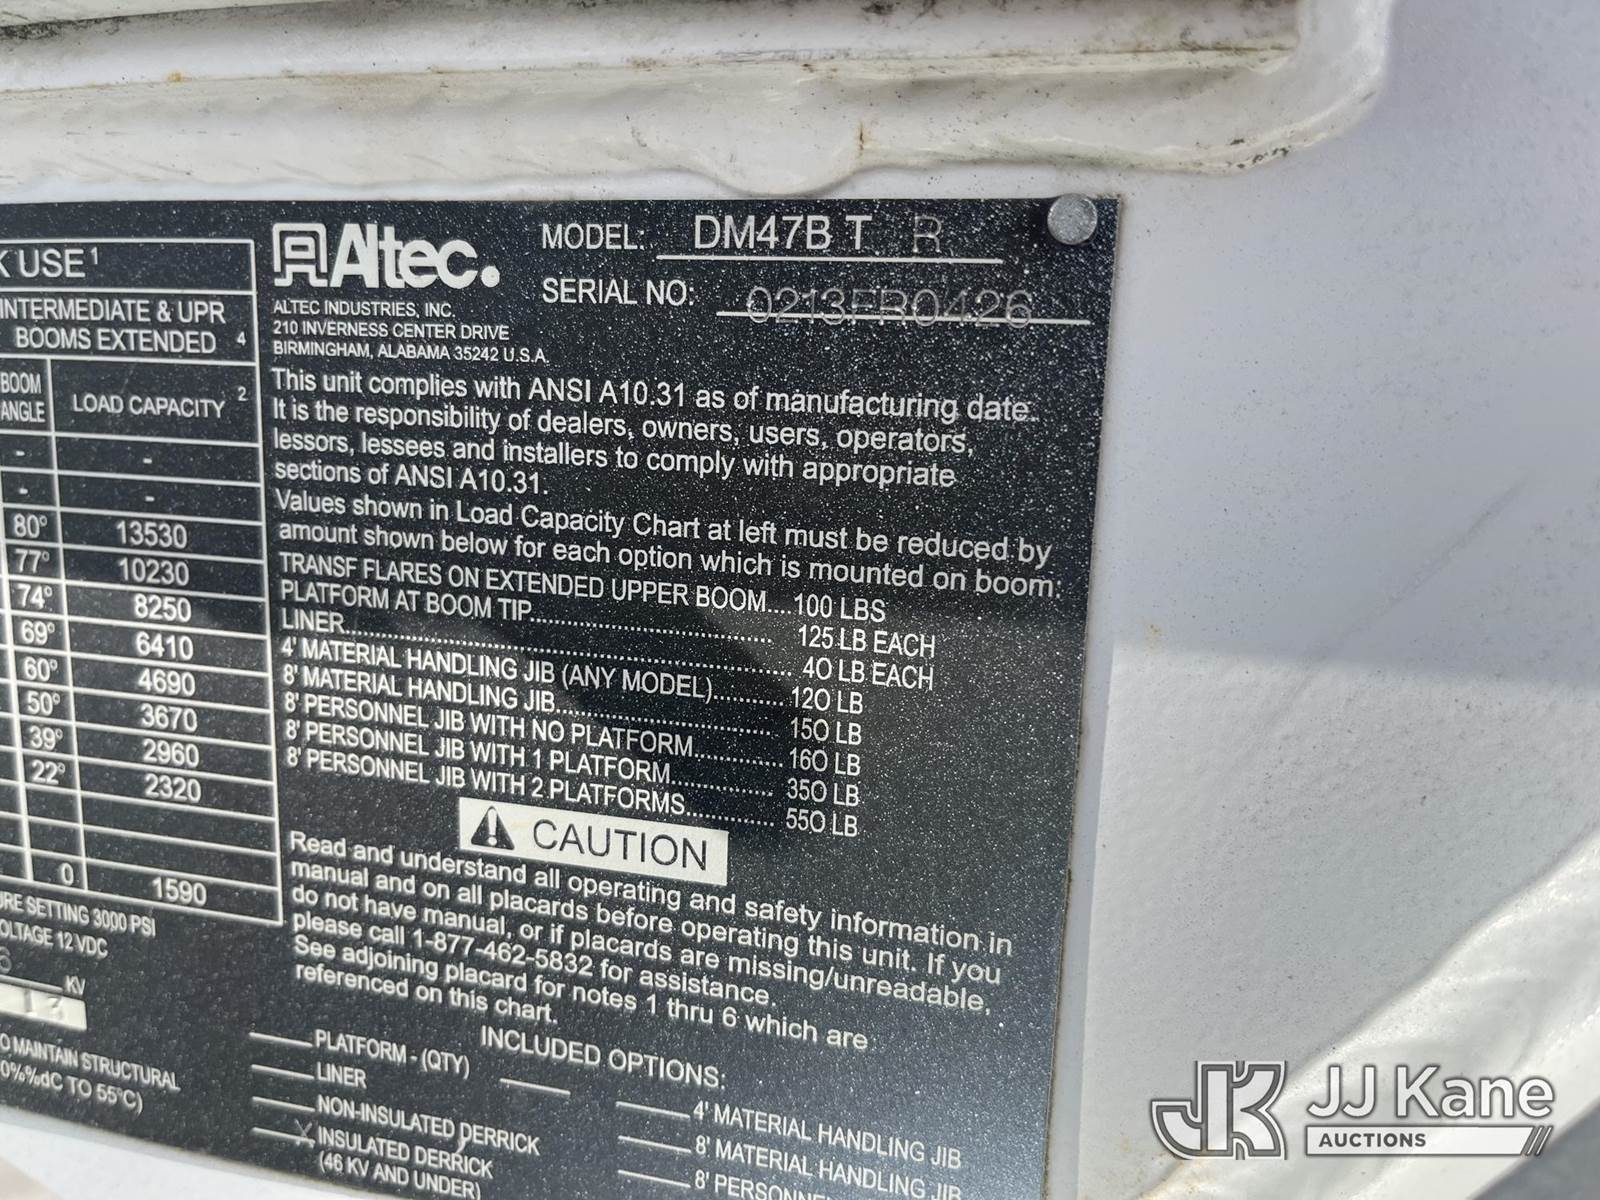 USE 1
INTERMEDIATE & UPR
BOOMS EXTENDED 4
BOOM
ANGLE
LOAD CAPACITY 2
- -
- -
80° 13530
77° 10230
74° 8250
69° 6410
60° 4690
50° 3670
39° 2960
22° 2320
0 1590
SETTING 3000 PSI
12 VDC
KV
13
MAINTAIN STRUCTURAL
TO 55°C)
Altec.
ALTEC INDUSTRIES, INC.
210 INVERNESS CENTER DRIVE
BIRMINGHAM, ALABAMA 35242 U.S.A.
MODEL: DM47B T R
SERIAL NO: 0213FR0426
This unit complies with ANSI A10.31 as of manufacturing date.
It is the responsibility of dealers, owners, users, operators,
lessors, lessees and installers to comply with appropriate
sections of ANSI A10.31.
Values shown in Load Capacity Chart at left must be reduced by
amount shown below for each option which is mounted on boom:
TRANSF FLARES ON EXTENDED UPPER BOOM....100 LBS
PLATFORM AT BOOM TIP........ 125 LB EACH
LINER........ 40 LB EACH
4' MATERIAL HANDLING JIB (ANY MODEL)........120 LB
8' MATERIAL HANDLING JIB........ 150 LB
8' PERSONNEL JIB WITH NO PLATFORM........160 LB
8' PERSONNEL JIB WITH 1 PLATFORM........ 350 LB
8' PERSONNEL JIB WITH 2 PLATFORMS........ 550 LB
CAUTION
Read and understand all operating and safety information in
manual and on all placards before operating this unit. If you
do not have manual, or if placards are missing/unreadable,
please call 1-877-462-5832 for assistance.
See adjoining placard for notes 1 thru 6 which are
referenced on this chart.
INCLUDED OPTIONS:
PLATFORM - (QTY)
LINER
NON-INSULATED DERRICK
X INSULATED DERRICK
(46 KV AND UNDER)
4' MATERIAL HANDLING JIB
8' MATERIAL HANDLING JIB
8'
JK JJ Kane
AUCTIONS